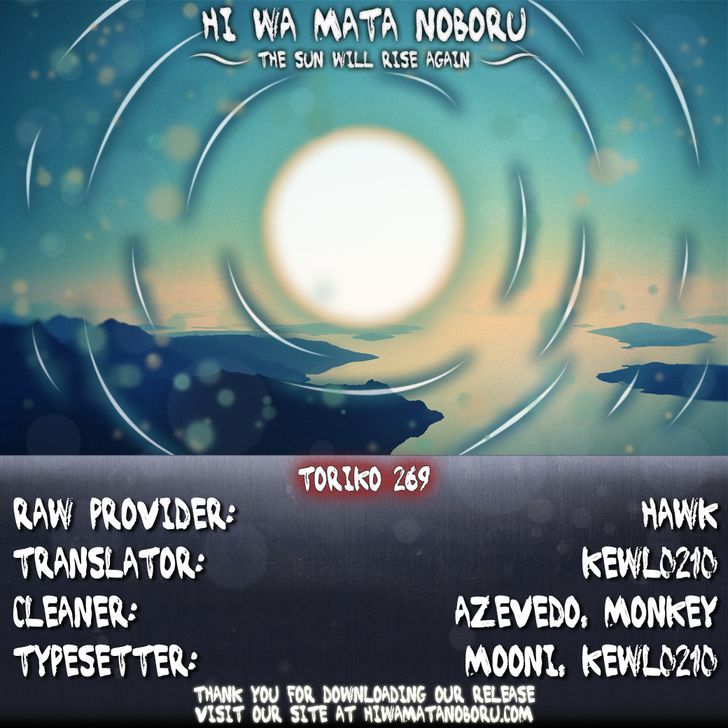 HI WA MATA NOBORU
THE SUN WILL RISE AGAIN
TORIKO 269
RAW PROVIDER: HAWK
TRANSLATOR: KEWL0210
CLEANER: AZEVEDO, MONKEY
TYPESETTER: MOONI, KEWL0210
THANK YOU FOR DOWNLOADING OUR RELEASE
VISIT OUR SITE AT HIWAMATANOBORU.COM